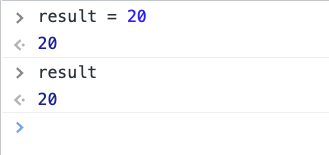 > result = 20
<· 20
> result
<· 20
>